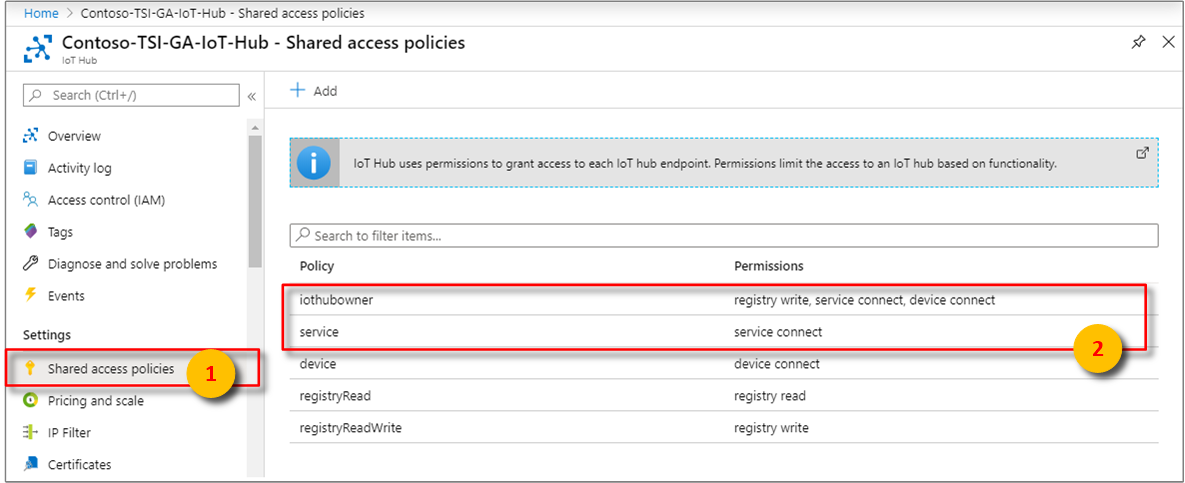 Home > Contoso-TSI-GA-IoT-Hub - Shared access policies
Contoso-TSI-GA-IoT-Hub - Shared access policies
IoT Hub
Search (Ctrl+/)
«
Overview
Activity log
Access control (IAM)
Tags
Diagnose and solve problems
Events
Settings
Shared access policies
1
Pricing and scale
IP Filter
Certificates
Add
IoT Hub uses permissions to grant access to each IoT hub endpoint. Permissions limit the access to an IoT hub based on functionality.
Search to filter items...
Policy Permissions
iothubowner registry write, service connect, device connect
service service connect
2
device device connect
registryRead registry read
registryReadWrite registry write